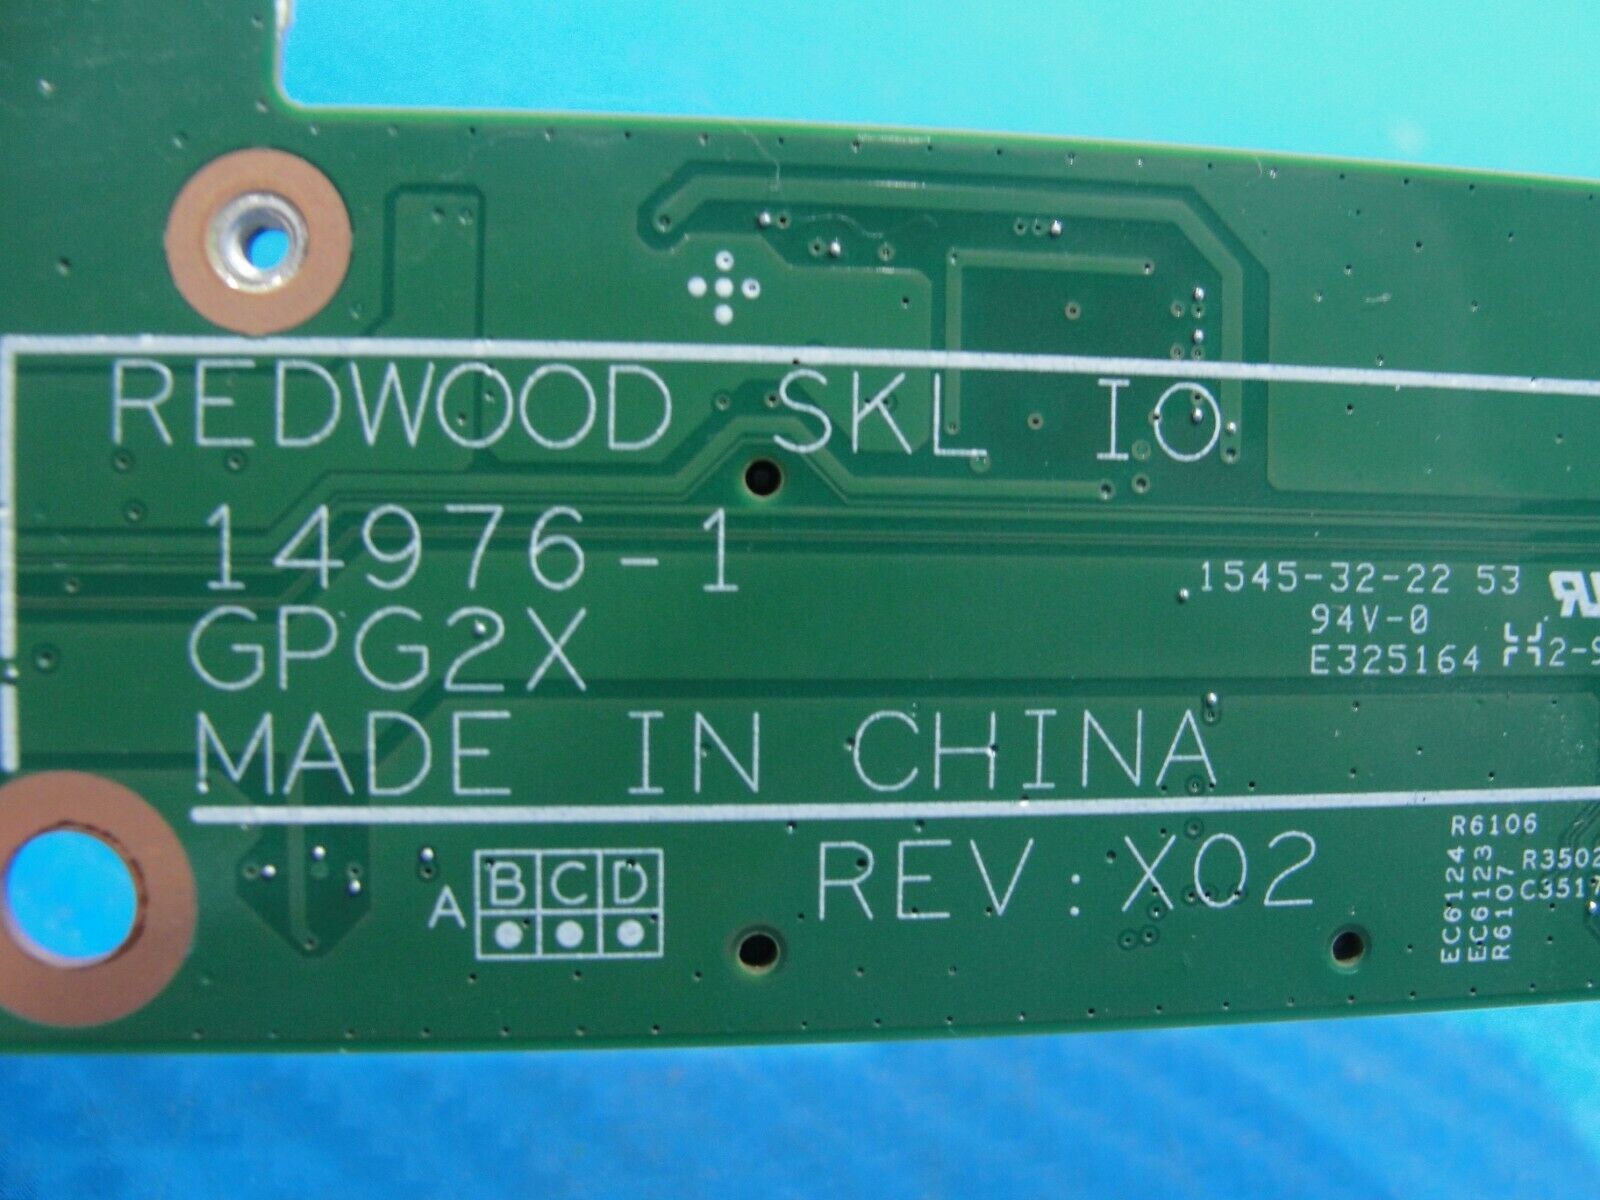 REDWOOD SKL IO
14976-1
GPG2X
MADE IN CHINA
1545-32-22 53
94V-0
E325164
A B C D
REV:X02
R6106
EC6124
EC6123
R6107
R3502
C3517